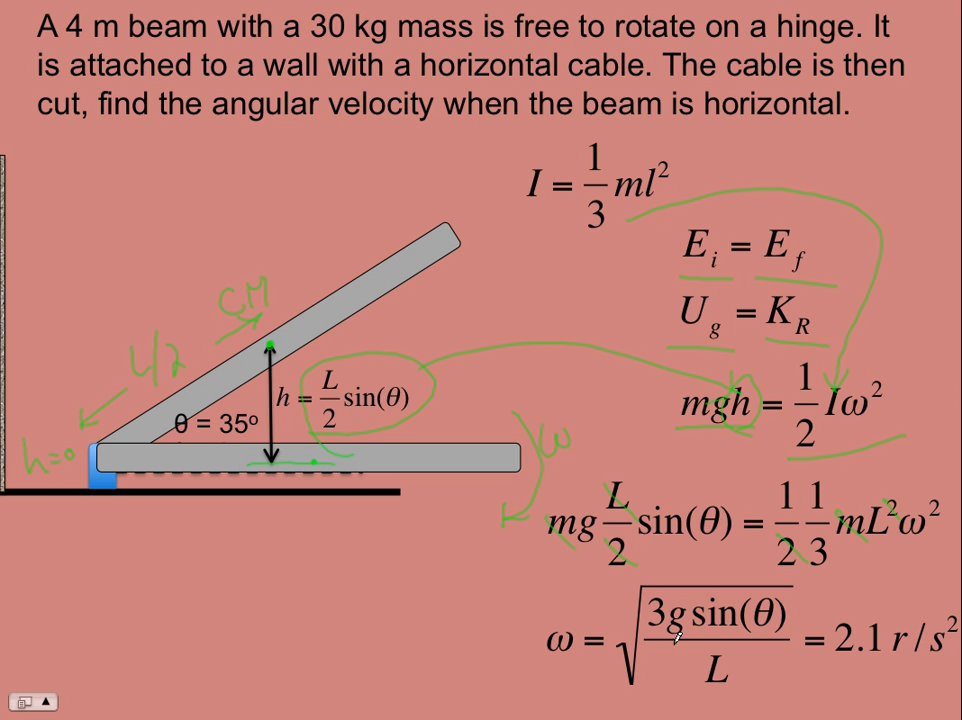 A 4 m beam with a 30 kg mass is free to rotate on a hinge. It
is attached to a wall with a horizontal cable. The cable is then
cut, find the angular velocity when the beam is horizontal.
I = 1/3 ml²
E_i = E_f
U_g = K_R
CM
L/2
h = L/2 sin(θ)
mgh = 1/2 Iω²
θ = 35º
h=0
ω
mg L/2 sin(θ) = 1/2 1/3 mL²ω²
ω = √(3g sin(θ)/L) = 2.1 r/s²